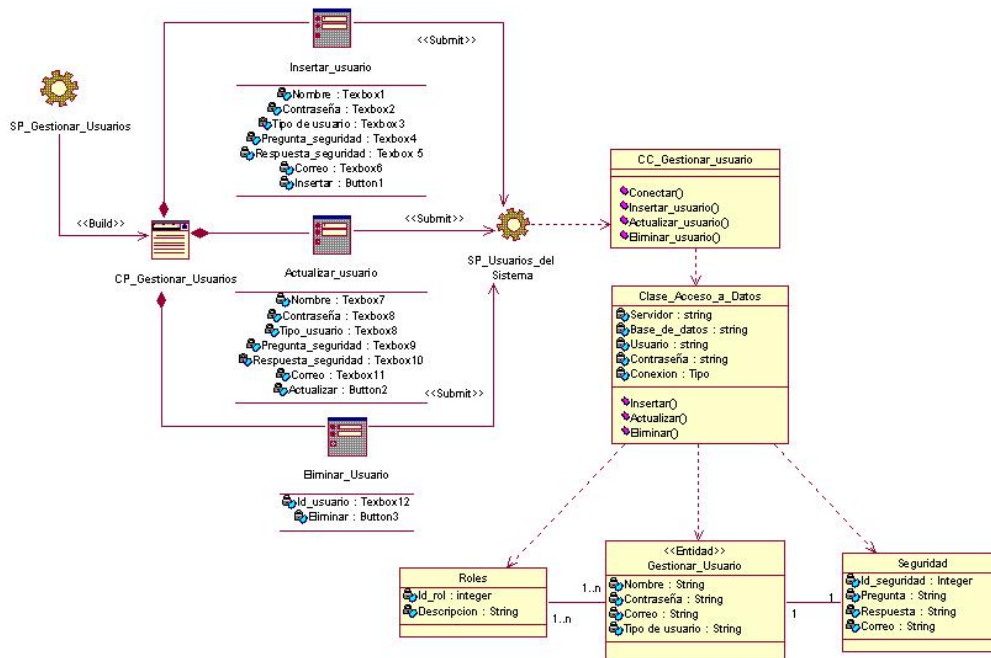 <<Submit>>
Insertar_usuario
Nombre : Texbox1
Contraseña : Texbox2
Tipo de usuario : Texbox3
Pregunta_seguridad : Texbox4
Respuesta_seguridad : Texbox 5
Correo : Texbox6
Insertar : Button1
SP_Gestionar_Usuarios
<<Build>>
CP_Gestionar_Usuarios
<<Submit>>
Actualizar_usuario
Nombre : Texbox7
Contraseña : Texbox8
Tipo_usuario : Texbox8
Pregunta_seguridad : Texbox9
Respuesta_seguridad : Texbox10
Correo : Texbox11
Actualizar : Button2
<<Submit>>
Eliminar_Usuario
Id_usuario : Texbox12
Eliminar : Button3
SP_Usuarios_del
Sistema
CC_Gestionar_usuario
Conectar()
Insertar_usuario()
Actualizar_usuario()
Eliminar_usuario()
Clase_Acceso_a_Datos
Servidor : string
Base_de_datos : string
Usuario : string
Contraseña : string
Conexion : Tipo
Insertar()
Actualizar()
Eliminar()
Roles
Id_rol : integer
Descripcion : String
1..n
1..n
<<Entidad>>
Gestionar_Usuario
Nombre : String
Contraseña : String
Correo : String
Tipo de usuario : String
1
1
Seguridad
Id_seguridad : Integer
Pregunta : String
Respuesta : String
Correo : String